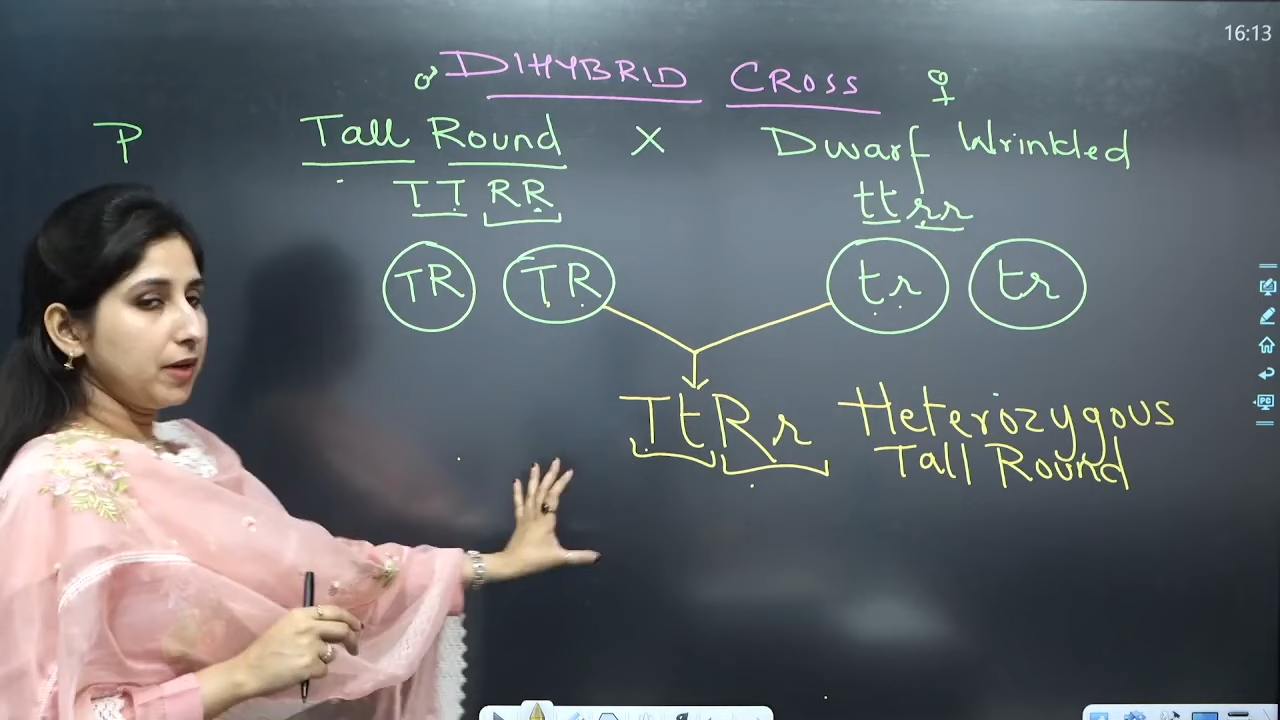 16:13
♂ DIHYBRID CROSS ♀
P Tall Round X Dwarf Wrinkled
TT RR ttrr
TR TR tr tr
TtRr Heterozygous
Tall Round